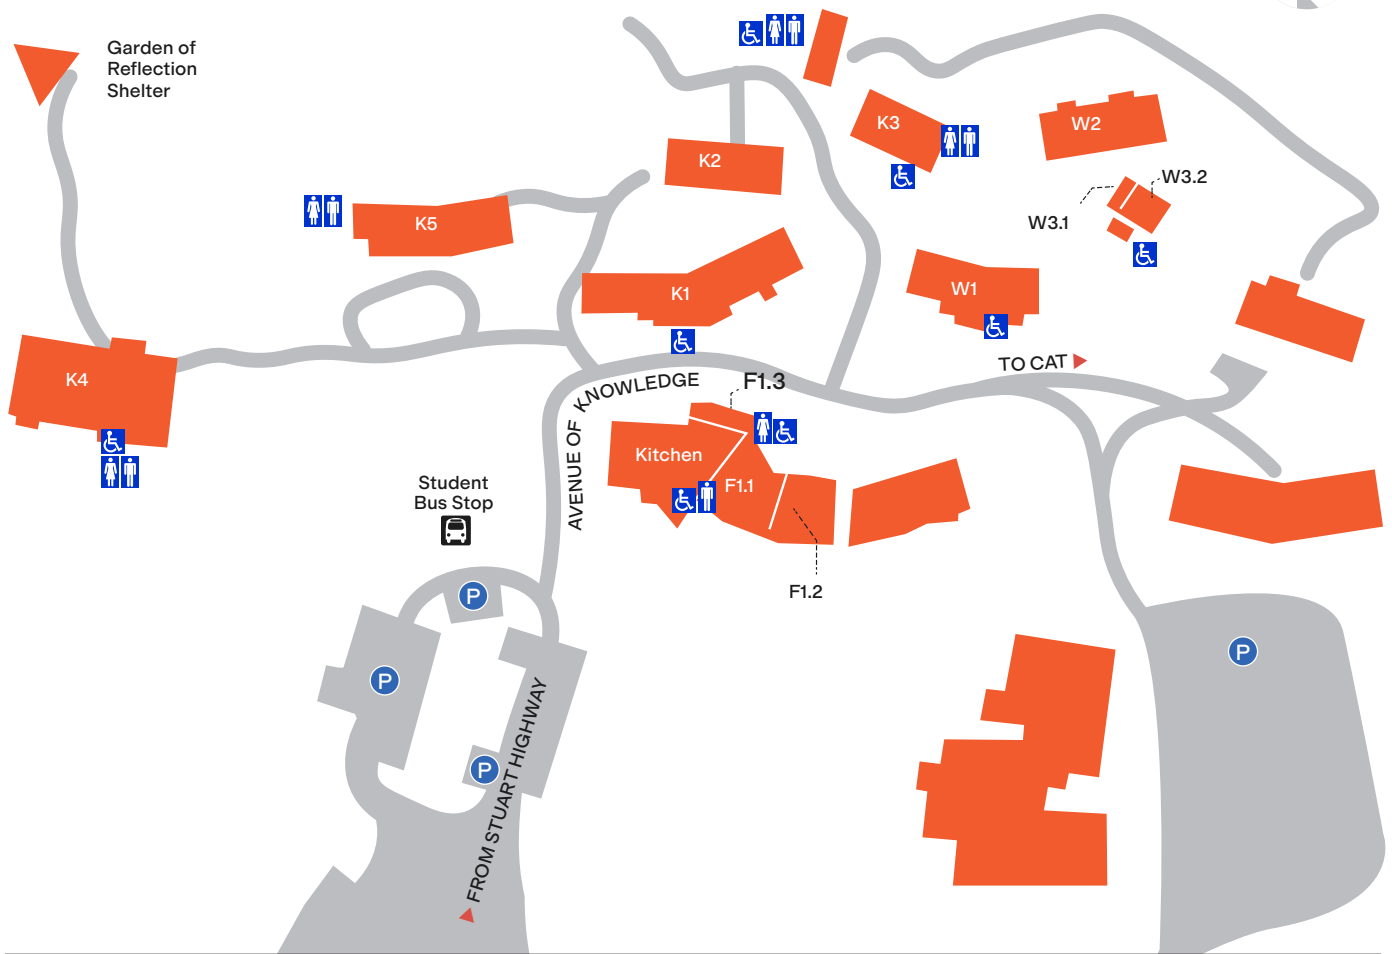 Garden of
Reflection
Shelter
K3
W2
K2
W3.2
W3.1
K5
K1
W1
TO CAT
K4
AVENUE OF KNOWLEDGE
F1.3
Kitchen
F1.1
Student
Bus Stop
F1.2
P
P
P
P
FROM STUART HIGHWAY